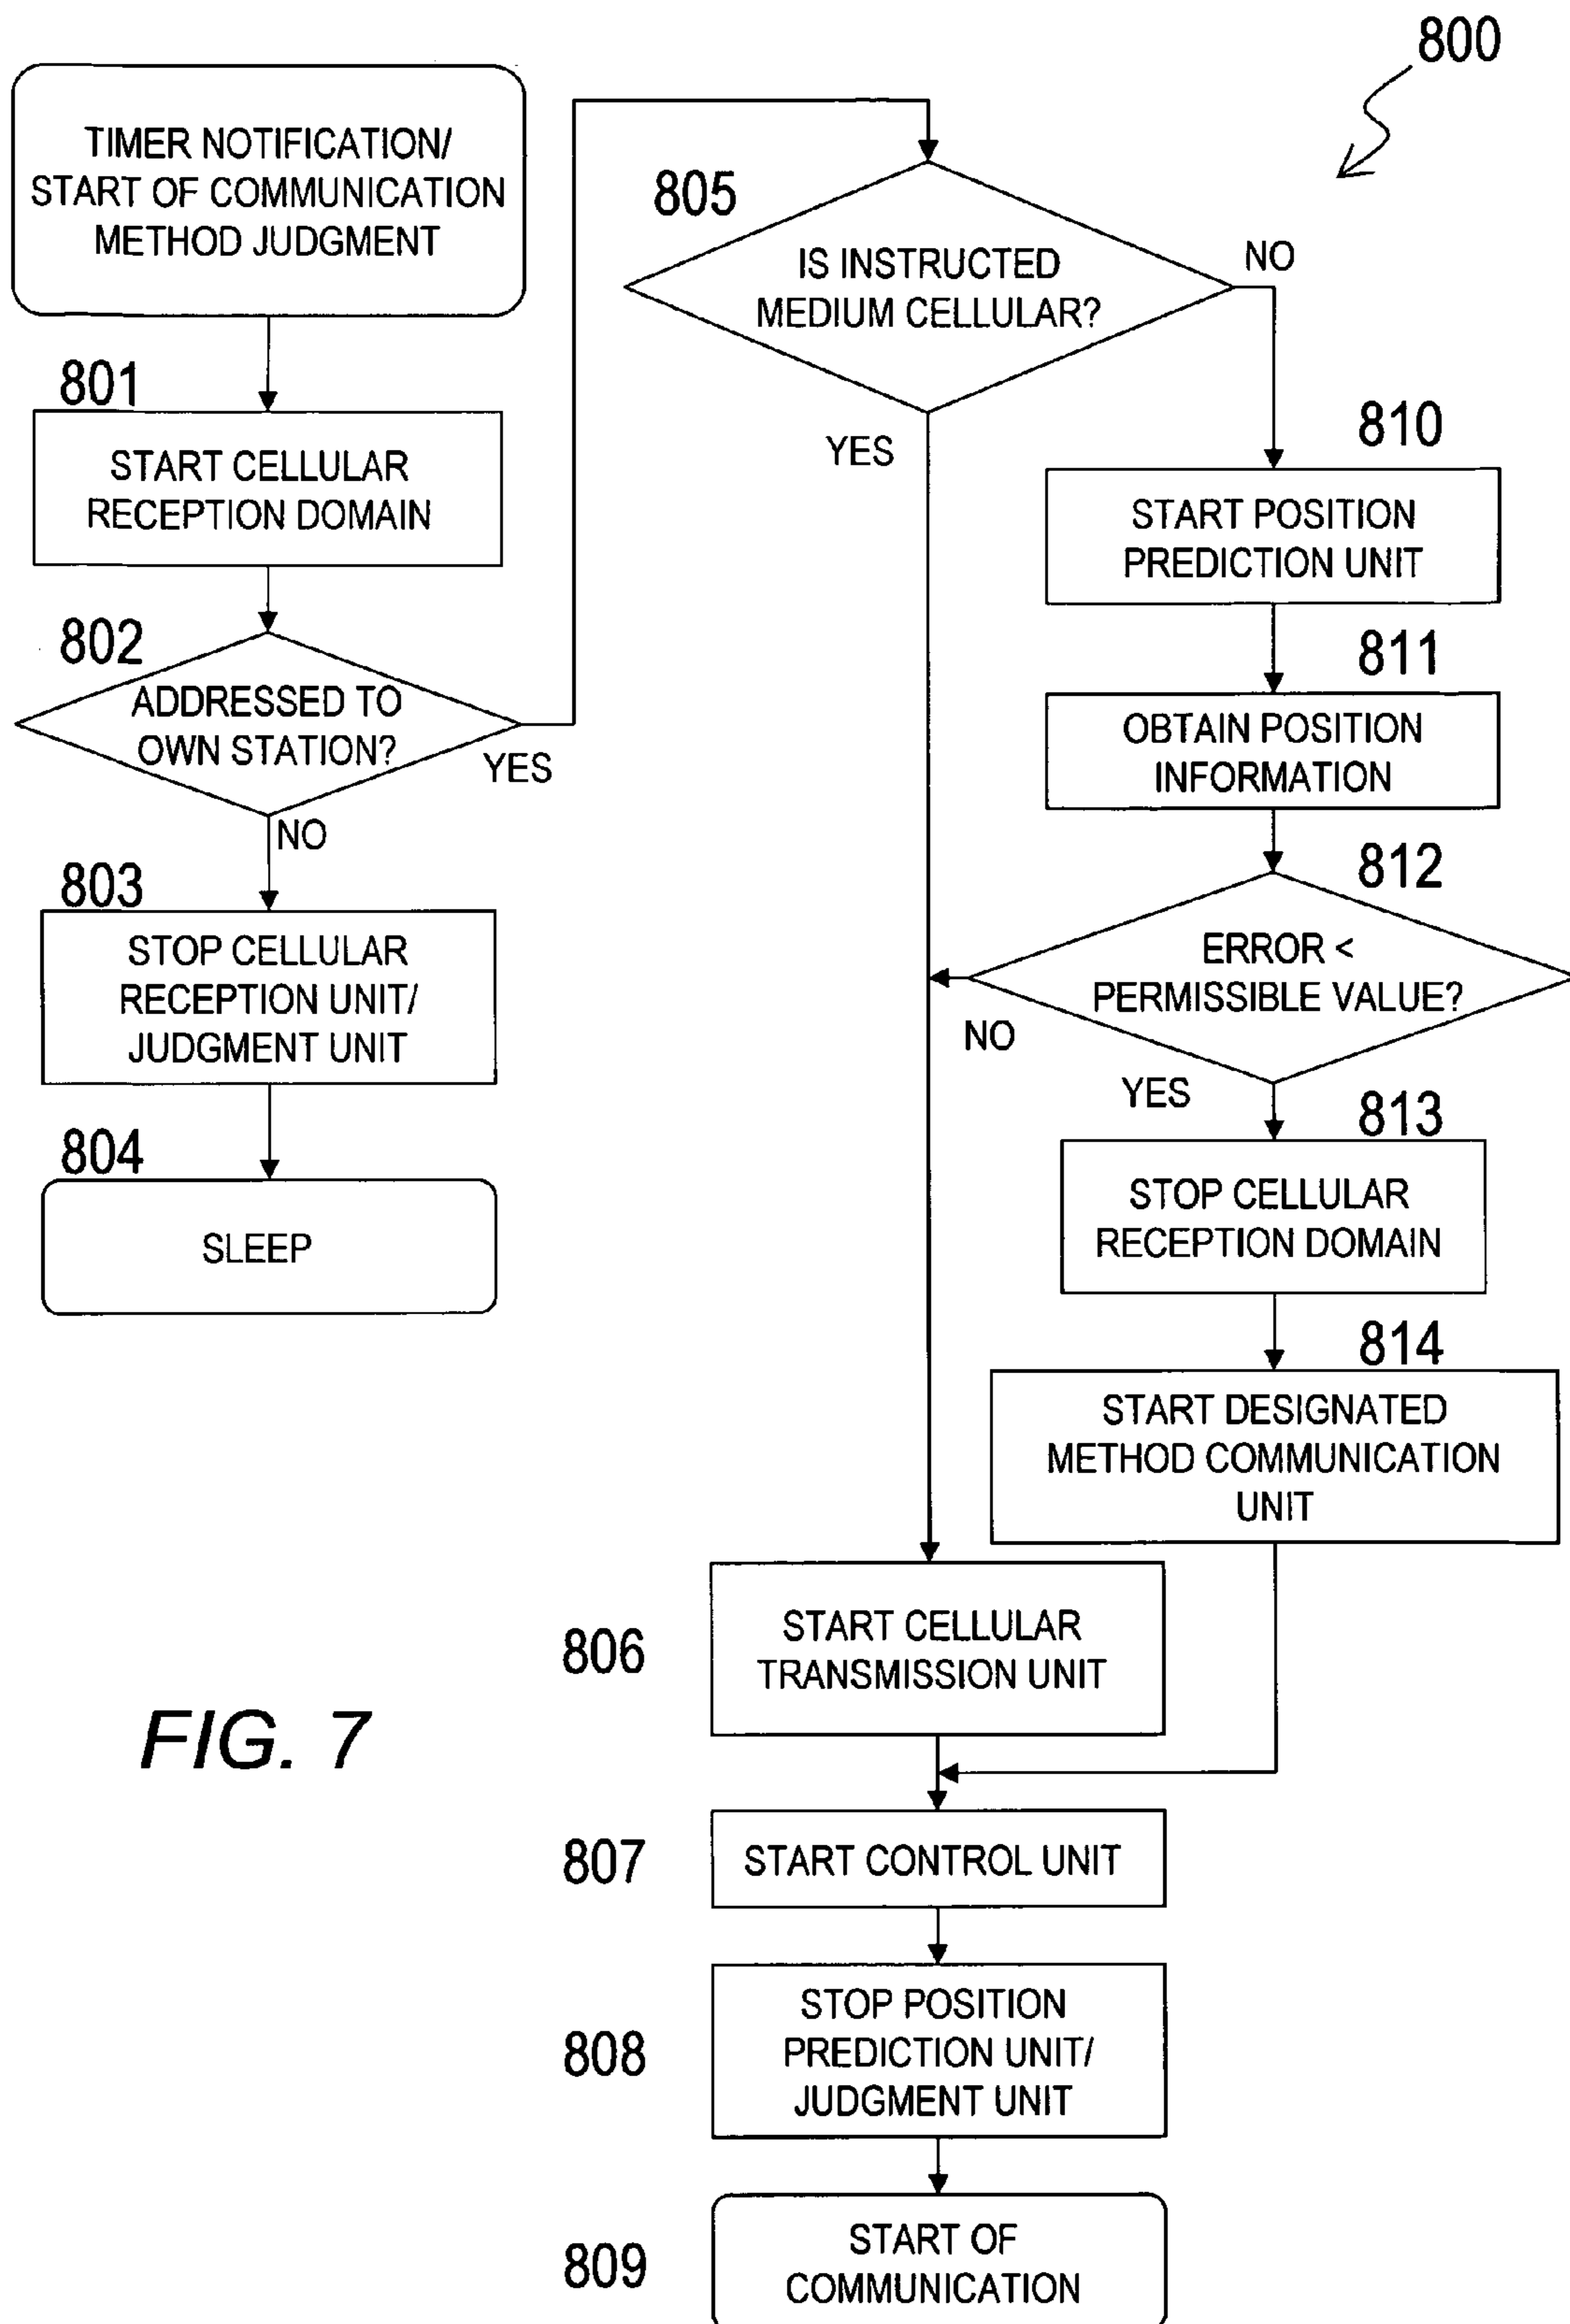 800
TIMER NOTIFICATION/
START OF COMMUNICATION
METHOD JUDGMENT
801
START CELLULAR
RECEPTION DOMAIN
802
ADDRESSED TO
OWN STATION?
YES
NO
803
STOP CELLULAR
RECEPTION UNIT/
JUDGMENT UNIT
804
SLEEP
805
IS INSTRUCTED
MEDIUM CELLULAR?
NO
YES
810
START POSITION
PREDICTION UNIT
811
OBTAIN POSITION
INFORMATION
812
ERROR <
PERMISSIBLE VALUE?
NO
YES
813
STOP CELLULAR
RECEPTION DOMAIN
814
START DESIGNATED
METHOD COMMUNICATION
UNIT
806
START CELLULAR
TRANSMISSION UNIT
807
START CONTROL UNIT
808
STOP POSITION
PREDICTION UNIT/
JUDGMENT UNIT
809
START OF
COMMUNICATION
FIG. 7